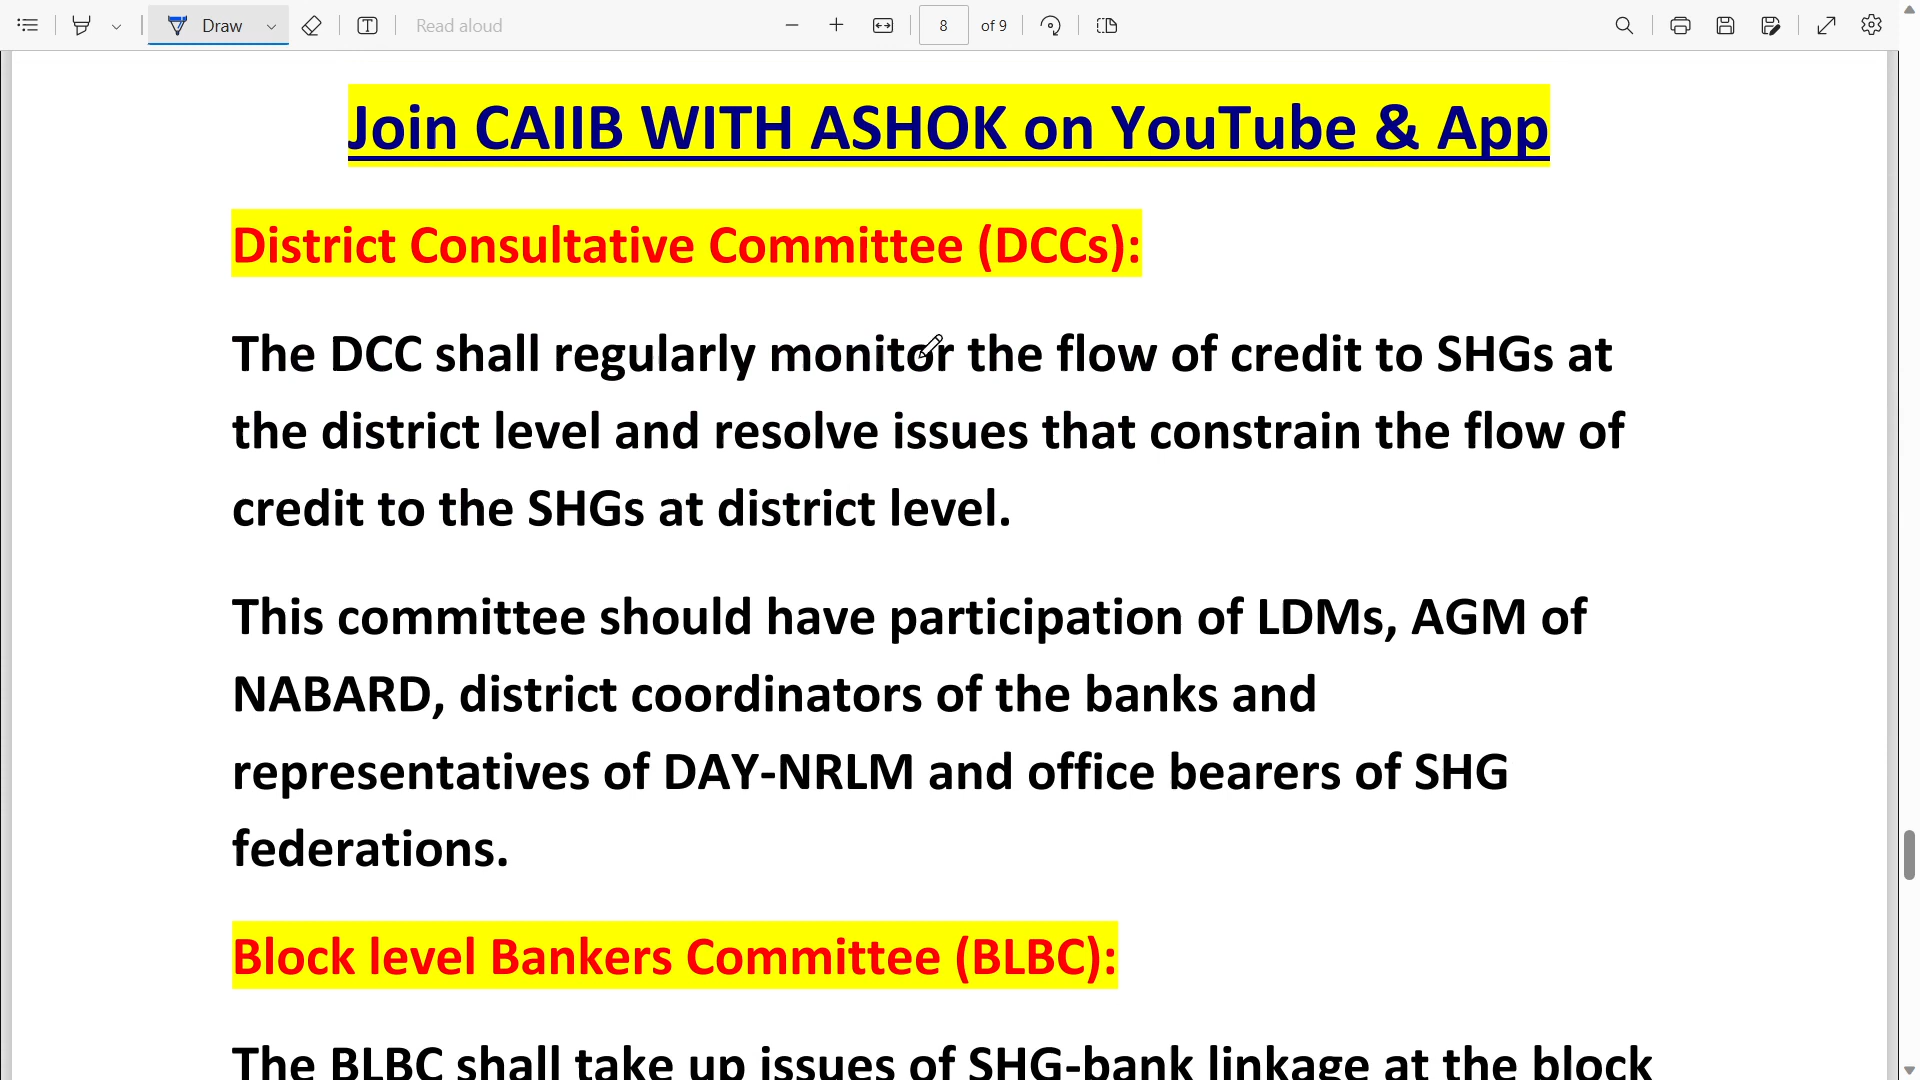 Draw
Read aloud
8
of 9
Join CAIIB WITH ASHOK on YouTube & App
District Consultative Committee (DCCs):
The DCC shall regularly monitor the flow of credit to SHGs at
the district level and resolve issues that constrain the flow of
credit to the SHGs at district level.
This committee should have participation of LDMs, AGM of
NABARD, district coordinators of the banks and
representatives of DAY-NRLM and office bearers of SHG
federations.
Block level Bankers Committee (BLBC):
The BLBC shall take up issues of SHG-bank linkage at the block